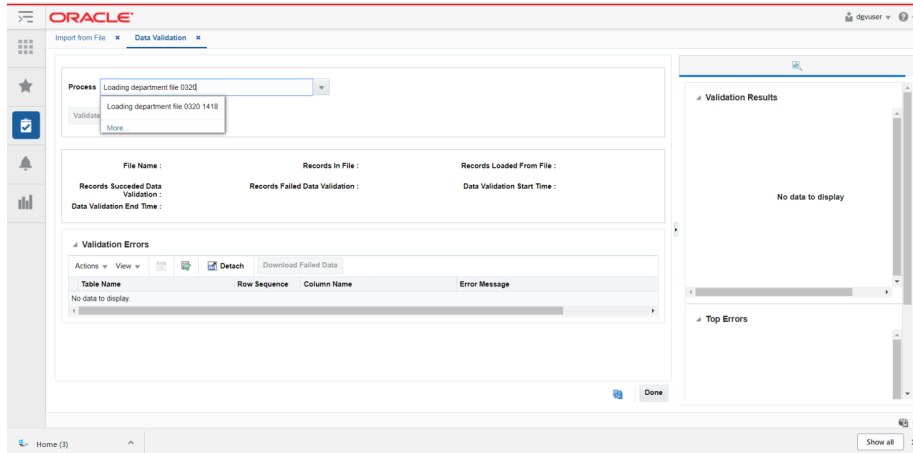 ORACLE
dgvuser
Import from File
Data Validation
Process Loading department file 0320
Loading department file 0320 1418
More...
Validate
File Name :
Records In File :
Records Loaded From File :
Records Succeded Data Validation :
Records Failed Data Validation :
Data Validation Start Time :
Data Validation End Time :
Validation Errors
Actions View Detach Download Failed Data
Table Name Row Sequence Column Name Error Message
No data to display.
Done
Validation Results
No data to display
Top Errors
Home (3)
Show all